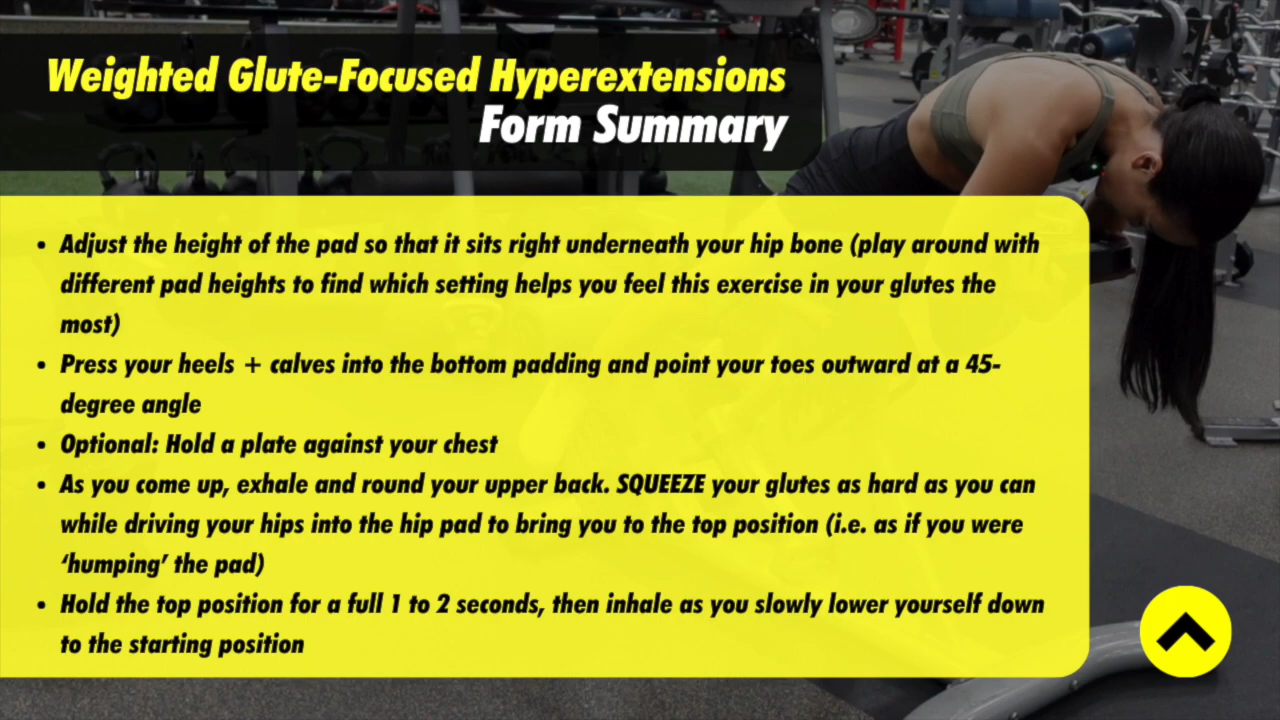 Weighted Glute-Focused Hyperextensions
Form Summary
• Adjust the height of the pad so that it sits right underneath your hip bone (play around with
different pad heights to find which setting helps you feel this exercise in your glutes the
most)
• Press your heels + calves into the bottom padding and point your toes outward at a 45-
degree angle
• Optional: Hold a plate against your chest
• As you come up, exhale and round your upper back. SQUEEZE your glutes as hard as you can
while driving your hips into the hip pad to bring you to the top position (i.e. as if you were
‘humping’ the pad)
• Hold the top position for a full 1 to 2 seconds, then inhale as you slowly lower yourself down
to the starting position